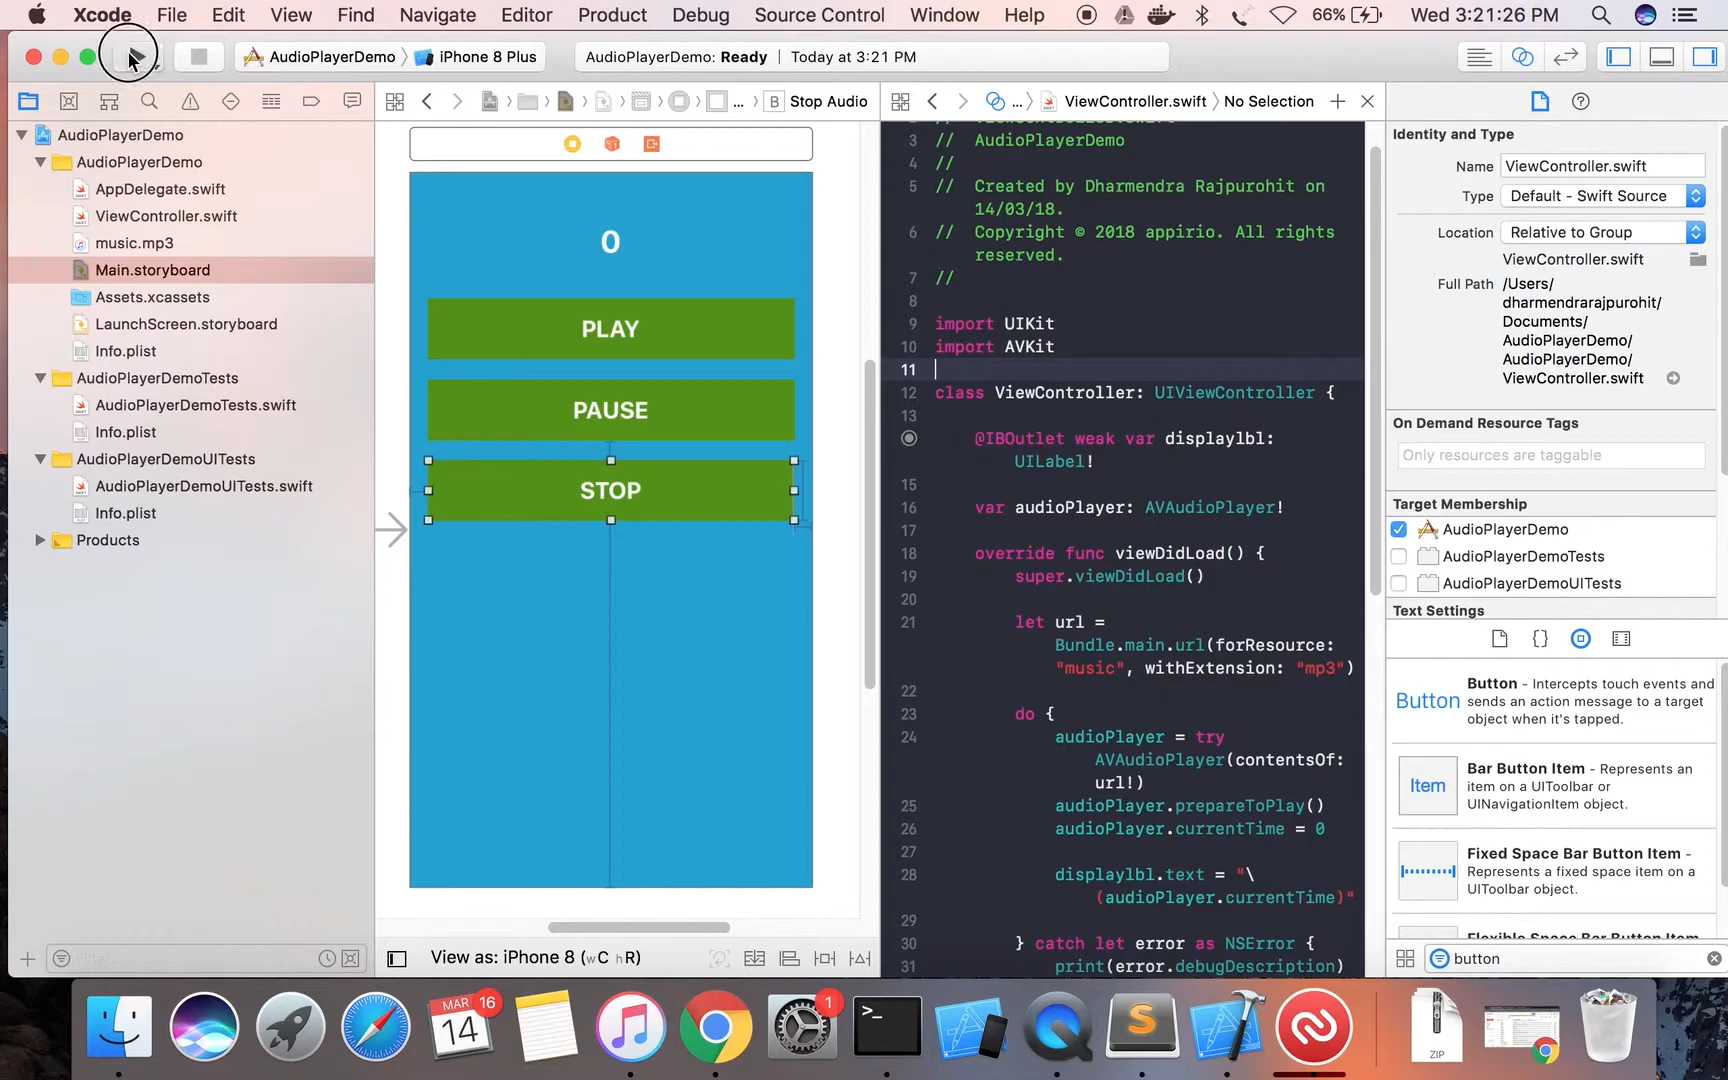 Xcode File Edit View Find Navigate Editor Product Debug Source Control Window Help 66% Wed 3:21:26 PM
AudioPlayerDemo iPhone 8 Plus AudioPlayerDemo: Ready Today at 3:21 PM
... B Stop Audio
... ViewController.swift No Selection
AudioPlayerDemo
AudioPlayerDemo
AppDelegate.swift
ViewController.swift
music.mp3
Main.storyboard
Assets.xcassets
LaunchScreen.storyboard
Info.plist
AudioPlayerDemoTests
AudioPlayerDemoTests.swift
Info.plist
AudioPlayerDemoUITests
AudioPlayerDemoUITests.swift
Info.plist
Products
0
PLAY
PAUSE
STOP
View as: iPhone 8 (wC hR)
3 // AudioPlayerDemo
4 //
5 // Created by Dharmendra Rajpurohit on
14/03/18.
6 // Copyright © 2018 appirio. All rights
reserved.
7 //
8
9 import UIKit
10 import AVKit
11
12 class ViewController: UIViewController {
13
@IBOutlet weak var displaylbl:
UILabel!
15
16 var audioPlayer: AVAudioPlayer!
17
18 override func viewDidLoad() {
19 super.viewDidLoad()
20
21 let url =
Bundle.main.url(forResource:
"music", withExtension: "mp3")
22
23 do {
24 audioPlayer = try
AVAudioPlayer(contentsOf:
url!)
25 audioPlayer.prepareToPlay()
26 audioPlayer.currentTime = 0
27
28 displaylbl.text = "\
(audioPlayer.currentTime)"
29
30 } catch let error as NSError {
31 print(error.debugDescription)
Identity and Type
Name ViewController.swift
Type Default - Swift Source
Location Relative to Group
ViewController.swift
Full Path /Users/
dharmendrarajpurohit/
Documents/
AudioPlayerDemo/
AudioPlayerDemo/
ViewController.swift
On Demand Resource Tags
Only resources are taggable
Target Membership
AudioPlayerDemo
AudioPlayerDemoTests
AudioPlayerDemoUITests
Text Settings
{}
Button Button - Intercepts touch events and
sends an action message to a target
object when it's tapped.
Item Bar Button Item - Represents an
item on a UIToolbar or
UINavigationItem object.
Fixed Space Bar Button Item -
Represents a fixed space item on a
UIToolbar object.
Flexible Space Bar Button Item
button
MAR 16
14
1
>_
S
ZIP